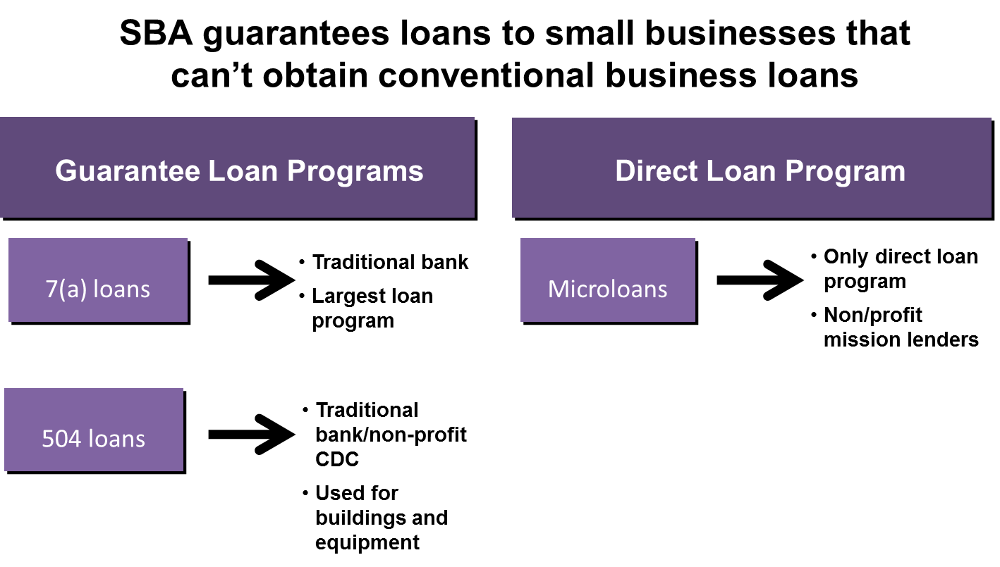 SBA guarantees loans to small businesses that
can’t obtain conventional business loans
Guarantee Loan Programs
7(a) loans
• Traditional bank
• Largest loan
program
504 loans
• Traditional
bank/non-profit
CDC
• Used for
buildings and
equipment
Direct Loan Program
Microloans
• Only direct loan
program
• Non/profit
mission lenders